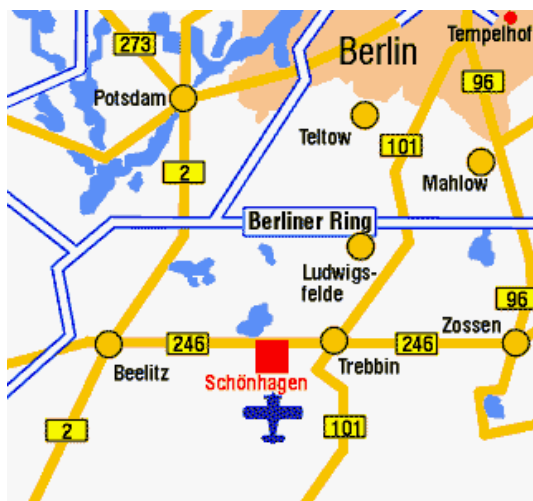 Tempelhof
273
Berlin
96
Potsdam
Teltow
101
2
Mahlow
Berliner Ring
Ludwigs-
felde
96
Zossen
246
246
Beelitz
Trebbin
Schönhagen
2
101